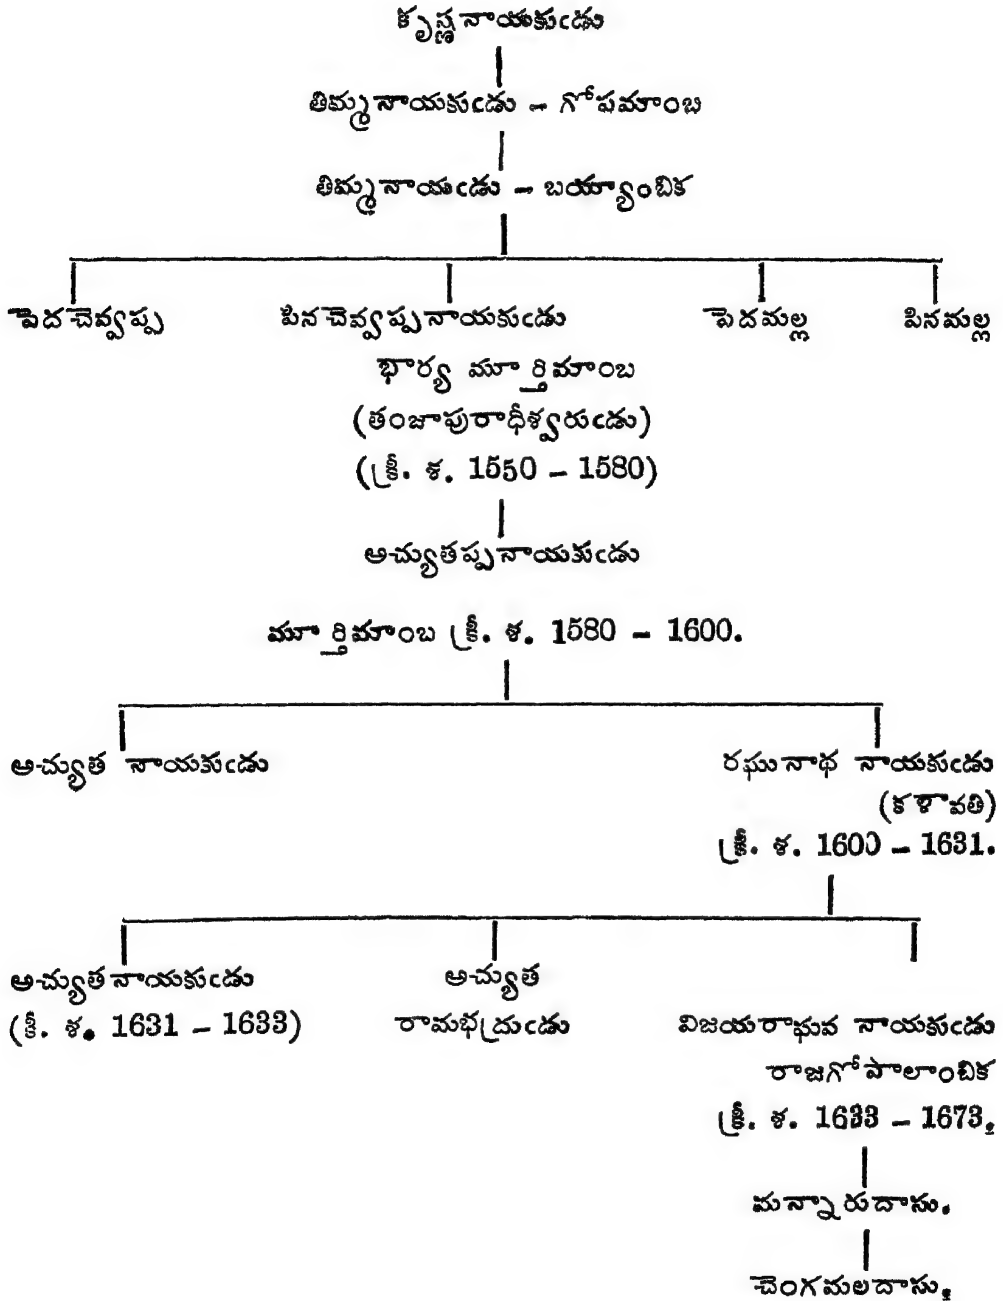 కృష్ణనాయకుఁడు
తిమ్మనాయకుఁడు – గోపమాంబ
తిమ్మనాయఁడు – బయ్యాంబిక
పెదచెవ్వప్ప పినచెవ్వప్పనాయకుఁడు పెదమల్ల పినమల్ల
భార్య మూర్తిమాంబ
(తంజాపురాధీశ్వరుఁడు)
(క్రీ. శ. 1550 – 1580)
అచ్యుతప్పనాయకుఁడు
మూర్తిమాంబ క్రీ. శ. 1580 – 1600.
అచ్యుత నాయకుఁడు రఘునాథ నాయకుఁడు
(కళావతి)
క్రీ. శ. 1600 – 1631.
అచ్యుతనాయకుఁడు అచ్యుత
(క్రీ. శ. 1631 – 1633) రామభద్రుఁడు విజయరాఘవ నాయకుఁడు
రాజగోపాలాంబిక
క్రీ. శ. 1633 – 1673.
మన్నారుదాసు.
చెంగమలదాసు.